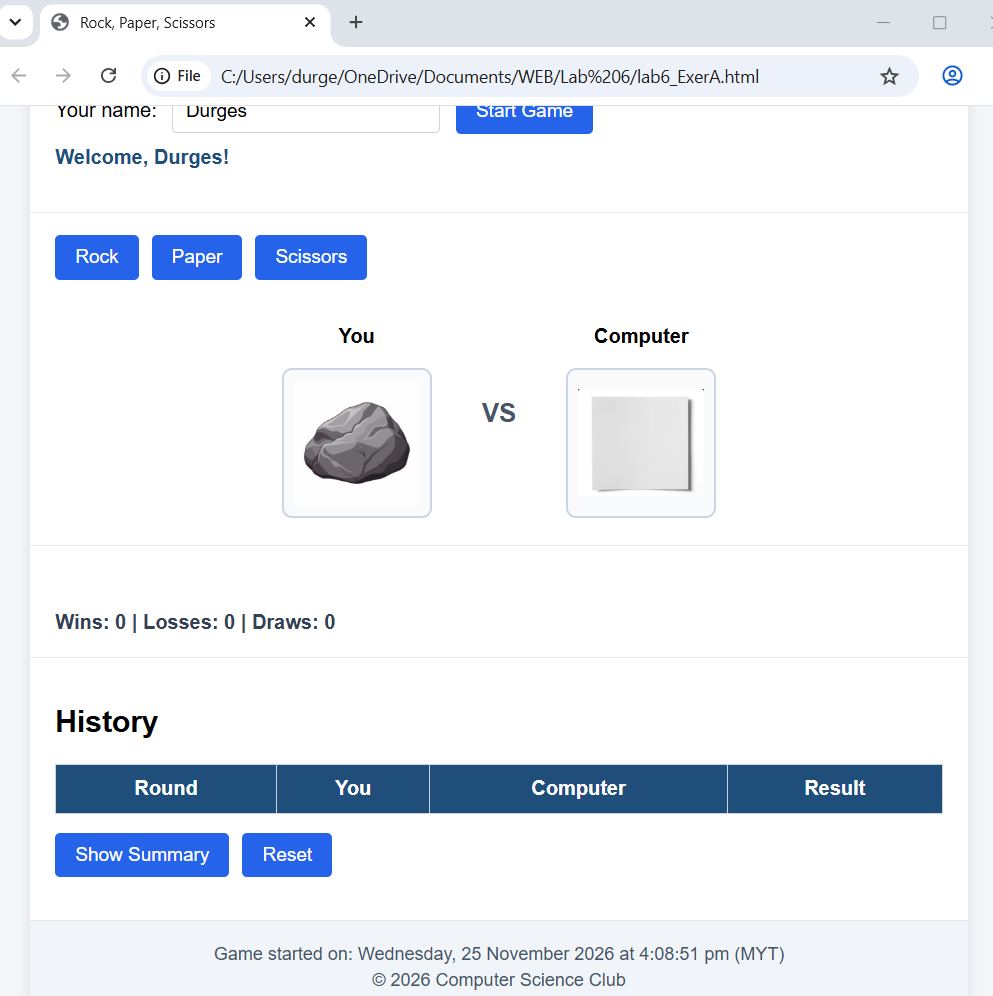 Rock, Paper, Scissors
File C:/Users/durge/OneDrive/Documents/WEB/Lab%206/lab6_ExerA.html
Your name: Durges Start Game
Welcome, Durges!
Rock Paper Scissors
You Computer
VS
Wins: 0 | Losses: 0 | Draws: 0
History
Round You Computer Result
Show Summary Reset
Game started on: Wednesday, 25 November 2026 at 4:08:51 pm (MYT)
© 2026 Computer Science Club